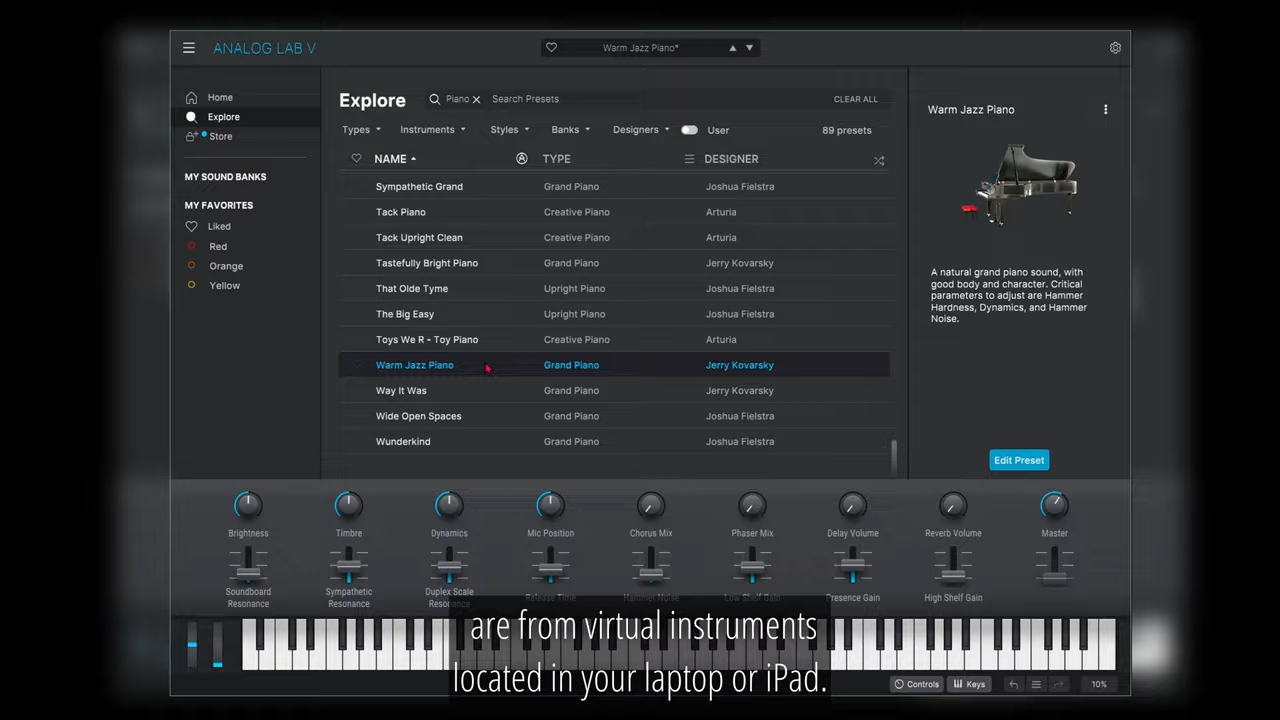 ANALOG LAB V
Warm Jazz Piano*
Home
Explore
Store
MY SOUND BANKS
MY FAVORITES
Liked
Red
Orange
Yellow
Explore
Piano
Search Presets
CLEAR ALL
Types
Instruments
Styles
Banks
Designers
User
89 presets
NAME TYPE DESIGNER
Sympathetic Grand Grand Piano Joshua Fielstra
Tack Piano Creative Piano Arturia
Tack Upright Clean Creative Piano Arturia
Tastefully Bright Piano Grand Piano Jerry Kovarsky
That Olde Tyme Upright Piano Joshua Fielstra
The Big Easy Upright Piano Joshua Fielstra
Toys We R - Toy Piano Creative Piano Arturia
Warm Jazz Piano Grand Piano Jerry Kovarsky
Way It Was Grand Piano Jerry Kovarsky
Wide Open Spaces Grand Piano Joshua Fielstra
Wunderkind Grand Piano Joshua Fielstra
Warm Jazz Piano
A natural grand piano sound, with
good body and character. Critical
parameters to adjust are Hammer
Hardness, Dynamics, and Hammer
Noise.
Edit Preset
Brightness Timbre Dynamics Mic Position Chorus Mix Phaser Mix Delay Volume Reverb Volume Master
Soundboard
Resonance
Sympathetic
Resonance
Duplex Scale
Resonance
Release Time
Hammer Noise
Low Shelf Gain
Presence Gain
High Shelf Gain
are from virtual instruments
located in your laptop or iPad.
Controls
Keys
10%